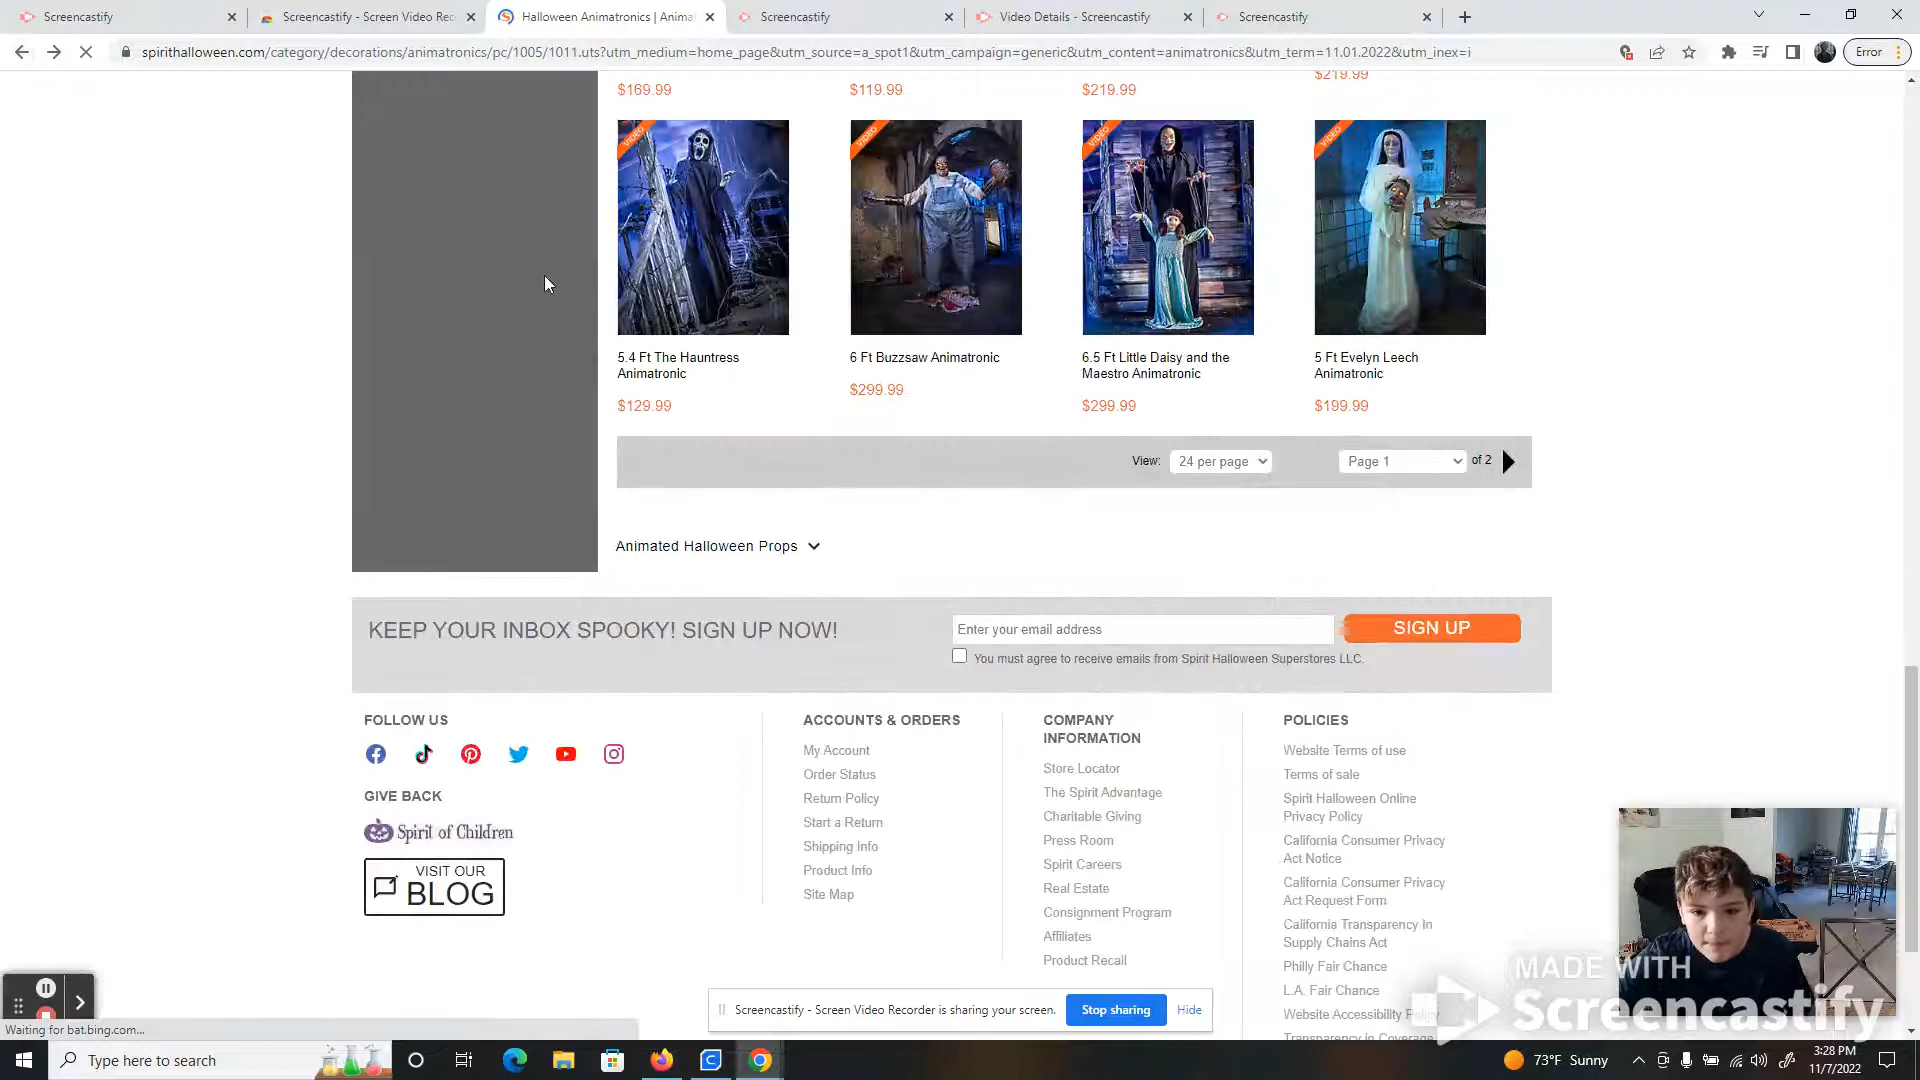 Screencastify
Screencastify - Screen Video Rec
Halloween Animatronics | Anima
Screencastify
Video Details - Screencastify
Screencastify
spirithalloween.com/category/decorations/animatronics/pc/1005/1011.uts?utm_medium=home_page&utm_source=a_spot1&utm_campaign=generic&utm_content=animatronics&utm_term=11.01.2022&utm_inex=i
Error
$169.99
$119.99
$219.99
$219.99
VIDEO
VIDEO
VIDEO
VIDEO
5.4 Ft The Hauntress
Animatronic
$129.99
6 Ft Buzzsaw Animatronic
$299.99
6.5 Ft Little Daisy and the
Maestro Animatronic
$299.99
5 Ft Evelyn Leech
Animatronic
$199.99
View:
24 per page
Page 1
of 2
Animated Halloween Props
KEEP YOUR INBOX SPOOKY! SIGN UP NOW!
Enter your email address
SIGN UP
You must agree to receive emails from Spirit Halloween Superstores LLC.
FOLLOW US
GIVE BACK
Spirit of Children
VISIT OUR
BLOG
ACCOUNTS & ORDERS
My Account
Order Status
Return Policy
Start a Return
Shipping Info
Product Info
Site Map
COMPANY
INFORMATION
Store Locator
The Spirit Advantage
Charitable Giving
Press Room
Spirit Careers
Real Estate
Consignment Program
Affiliates
Product Recall
POLICIES
Website Terms of use
Terms of sale
Spirit Halloween Online
Privacy Policy
California Consumer Privacy
Act Notice
California Consumer Privacy
Act Request Form
California Transparency In
Supply Chains Act
Philly Fair Chance
L.A. Fair Chance
Website Accessibility Policy
Transparency in Coverage
MADE WITH
Screencastify
Screencastify - Screen Video Recorder is sharing your screen.
Stop sharing
Hide
Waiting for bat.bing.com...
Type here to search
73°F Sunny
3:28 PM
11/7/2022